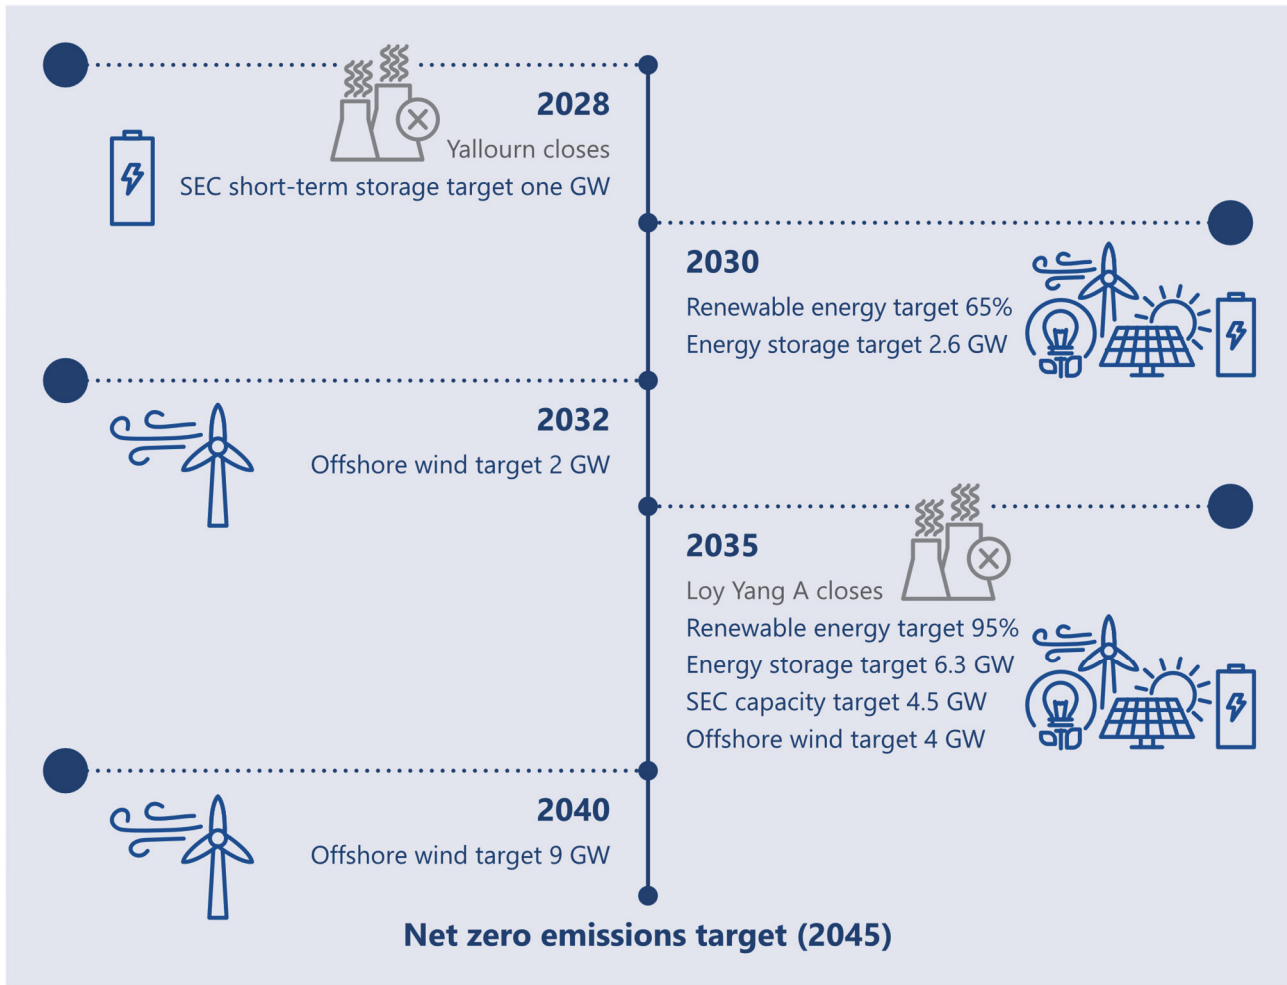 2028
Yallourn closes
SEC short-term storage target one GW
2030
Renewable energy target 65%
Energy storage target 2.6 GW
2032
Offshore wind target 2 GW
2035
Loy Yang A closes
Renewable energy target 95%
Energy storage target 6.3 GW
SEC capacity target 4.5 GW
Offshore wind target 4 GW
2040
Offshore wind target 9 GW
Net zero emissions target (2045)